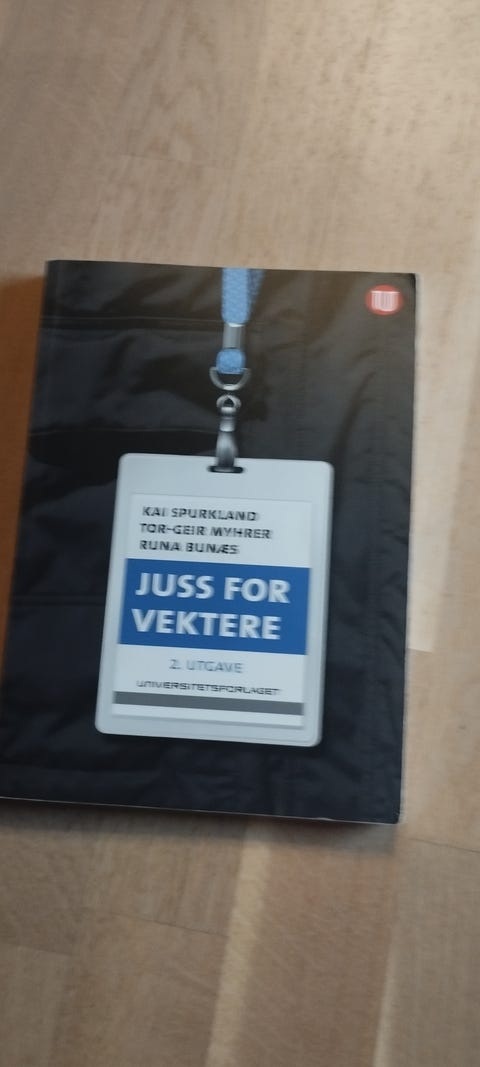 KAI SPURKLAND
TOR-GEIR MYHRER
RUNA BUNÆS
JUSS FOR
VEKTERE
2. UTGAVE
UNIVERSITETSFORLAGET